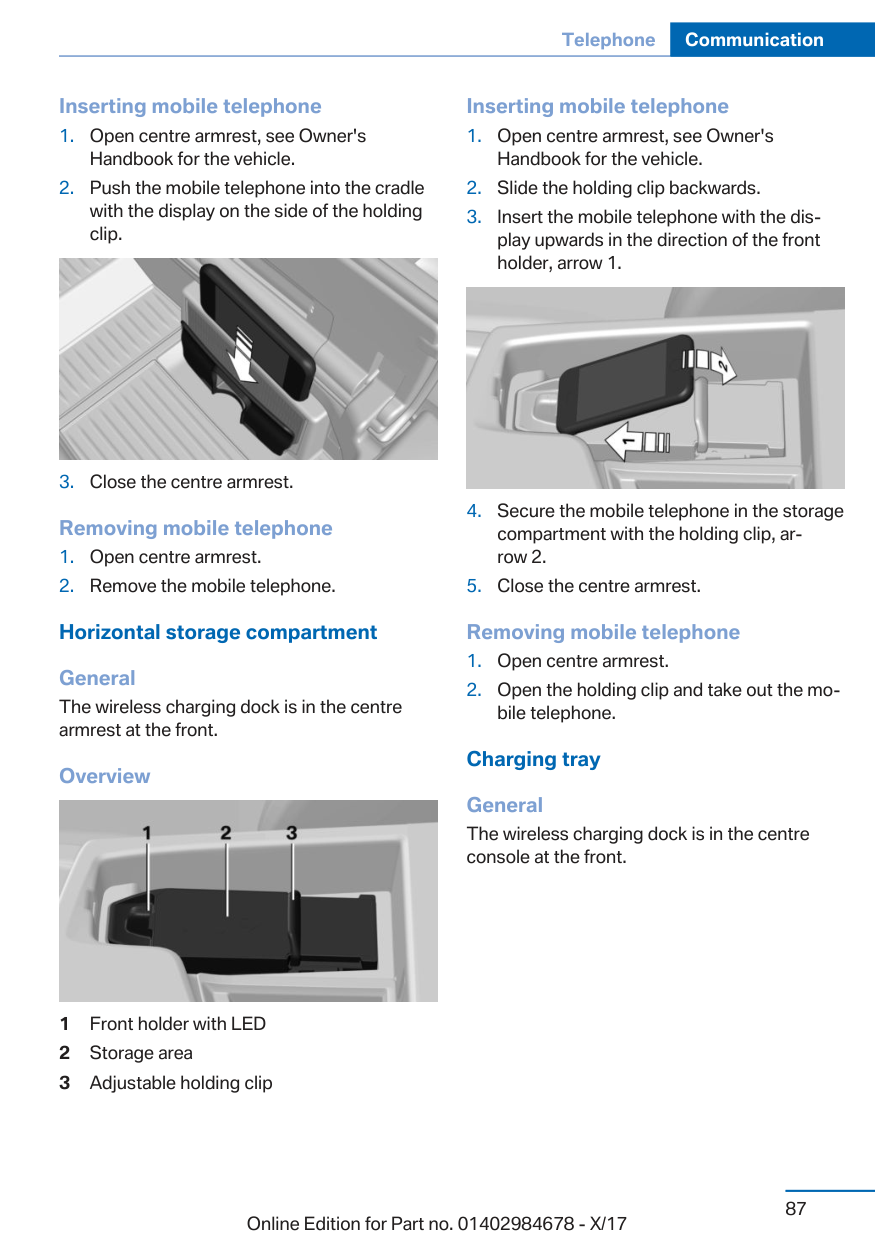 Telephone Communication
Inserting mobile telephone
1. Open centre armrest, see Owner's
Handbook for the vehicle.
2. Push the mobile telephone into the cradle
with the display on the side of the holding
clip.
3. Close the centre armrest.
Removing mobile telephone
1. Open centre armrest.
2. Remove the mobile telephone.
Horizontal storage compartment
General
The wireless charging dock is in the centre
armrest at the front.
Overview
1 2 3
1 Front holder with LED
2 Storage area
3 Adjustable holding clip
Inserting mobile telephone
1. Open centre armrest, see Owner's
Handbook for the vehicle.
2. Slide the holding clip backwards.
3. Insert the mobile telephone with the dis-
play upwards in the direction of the front
holder, arrow 1.
2
1
4. Secure the mobile telephone in the storage
compartment with the holding clip, ar-
row 2.
5. Close the centre armrest.
Removing mobile telephone
1. Open centre armrest.
2. Open the holding clip and take out the mo-
bile telephone.
Charging tray
General
The wireless charging dock is in the centre
console at the front.
87
Online Edition for Part no. 01402984678 - X/17